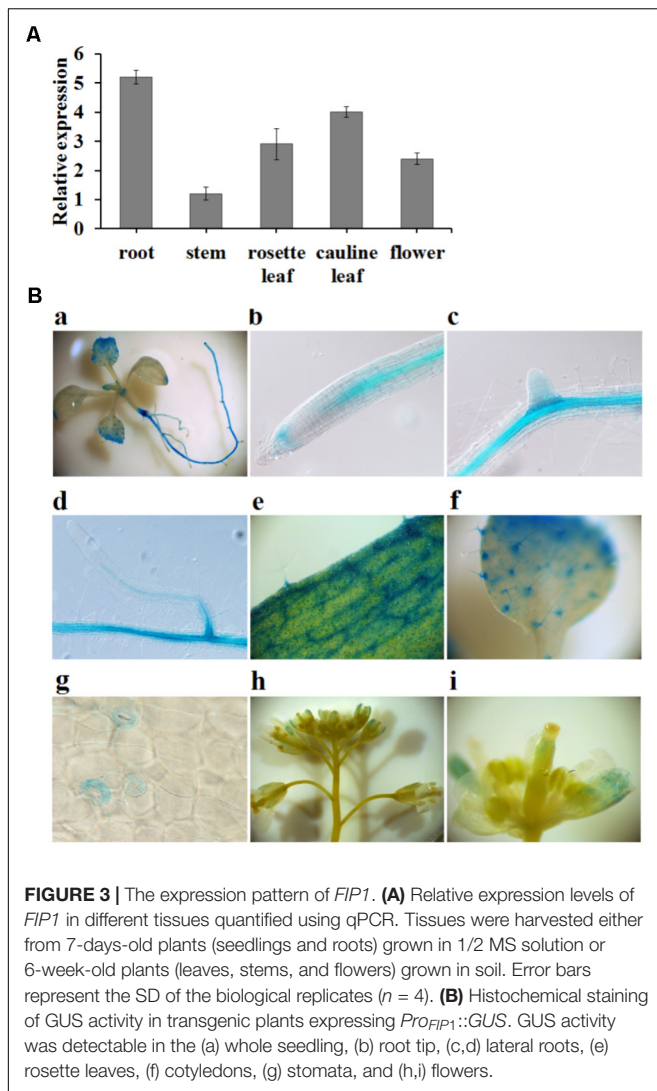 A
Relative expression
6
5
4
3
2
1
0
root stem rosette cauline flower
leaf leaf
B
a b c
d e f
g h i
FIGURE 3 | The expression pattern of FIP1. (A) Relative expression levels of
FIP1 in different tissues quantified using qPCR. Tissues were harvested either
from 7-days-old plants (seedlings and roots) grown in 1/2 MS solution or
6-week-old plants (leaves, stems, and flowers) grown in soil. Error bars
represent the SD of the biological replicates (n = 4). (B) Histochemical staining
of GUS activity in transgenic plants expressing ProFIP1::GUS. GUS activity
was detectable in the (a) whole seedling, (b) root tip, (c,d) lateral roots, (e)
rosette leaves, (f) cotyledons, (g) stomata, and (h,i) flowers.